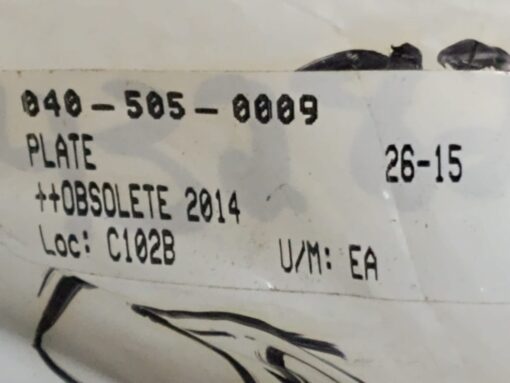 040-505-0009
PLATE 26-15
++OBSOLETE 2014
Loc: C102B U/M: EA